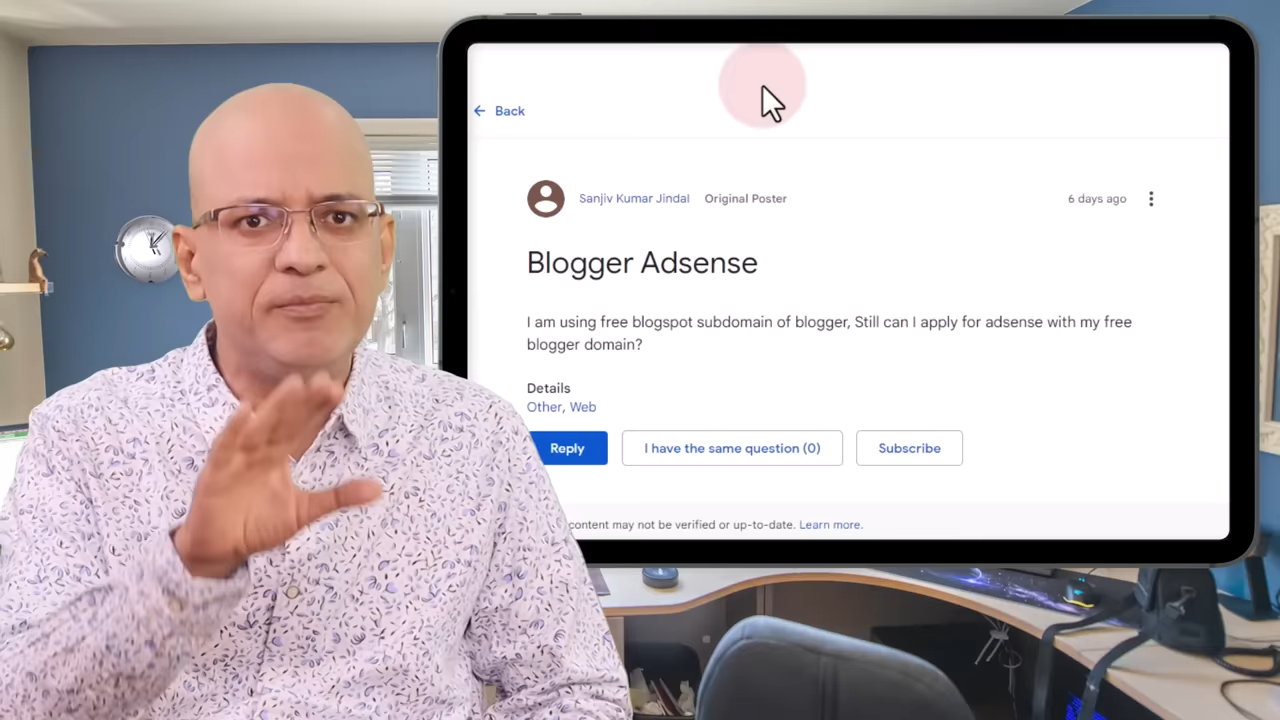 Back
Sanjiv Kumar Jindal Original Poster 6 days ago
Blogger Adsense
I am using free blogspot subdomain of blogger, Still can I apply for adsense with my free
blogger domain?
Details
Other, Web
Reply I have the same question (0) Subscribe
content may not be verified or up-to-date. Learn more.